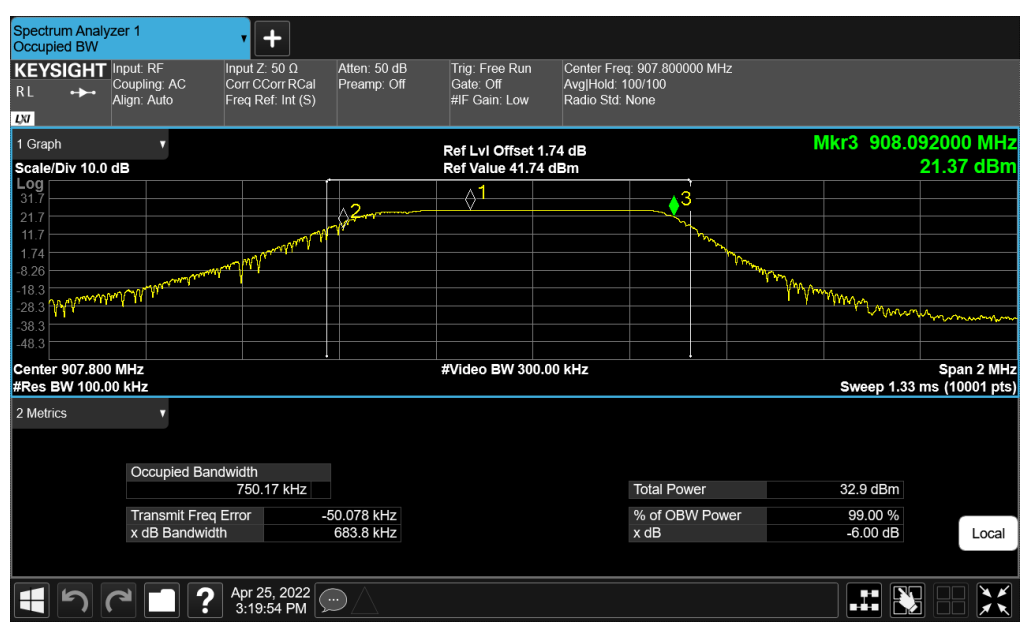 Spectrum Analyzer 1
Occupied BW
+
KEYSIGHT
R L
LXI
Input: RF
Coupling: AC
Align: Auto
Input Z: 50 Ω
Corr CCorr RCal
Freq Ref: Int (S)
Atten: 50 dB
Preamp: Off
Trig: Free Run
Gate: Off
#IF Gain: Low
Center Freq: 907.800000 MHz
Avg|Hold: 100/100
Radio Std: None
1 Graph
Scale/Div 10.0 dB
Ref Lvl Offset 1.74 dB
Ref Value 41.74 dBm
Mkr3 908.092000 MHz
21.37 dBm
Log
31.7
21.7
11.7
1.74
-8.26
-18.3
-28.3
-38.3
-48.3
2
1
3
Center 907.800 MHz
#Video BW 300.00 kHz
Span 2 MHz
#Res BW 100.00 kHz
Sweep 1.33 ms (10001 pts)
2 Metrics
Occupied Bandwidth
750.17 kHz
Total Power 32.9 dBm
Transmit Freq Error -50.078 kHz
% of OBW Power 99.00 %
x dB Bandwidth 683.8 kHz
x dB -6.00 dB
Local
?
Apr 25, 2022
3:19:54 PM